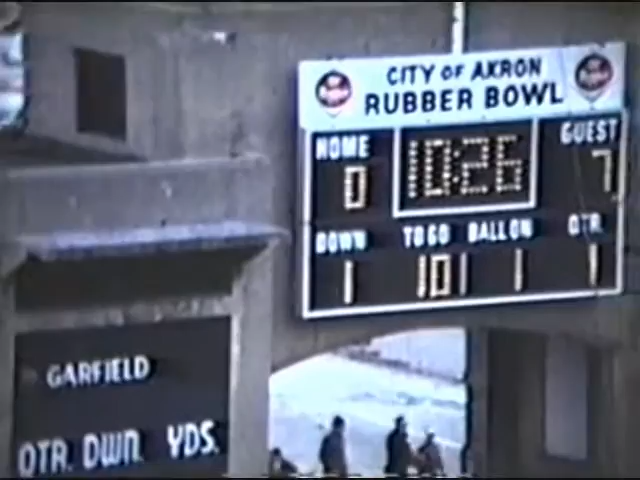 CITY OF AKRON
RUBBER BOWL
HOME GUEST
0 10:26 7
DOWN TO GO BALL ON QTR.
1 10 1 1 1
GARFIELD
QTR. DWN. YDS.